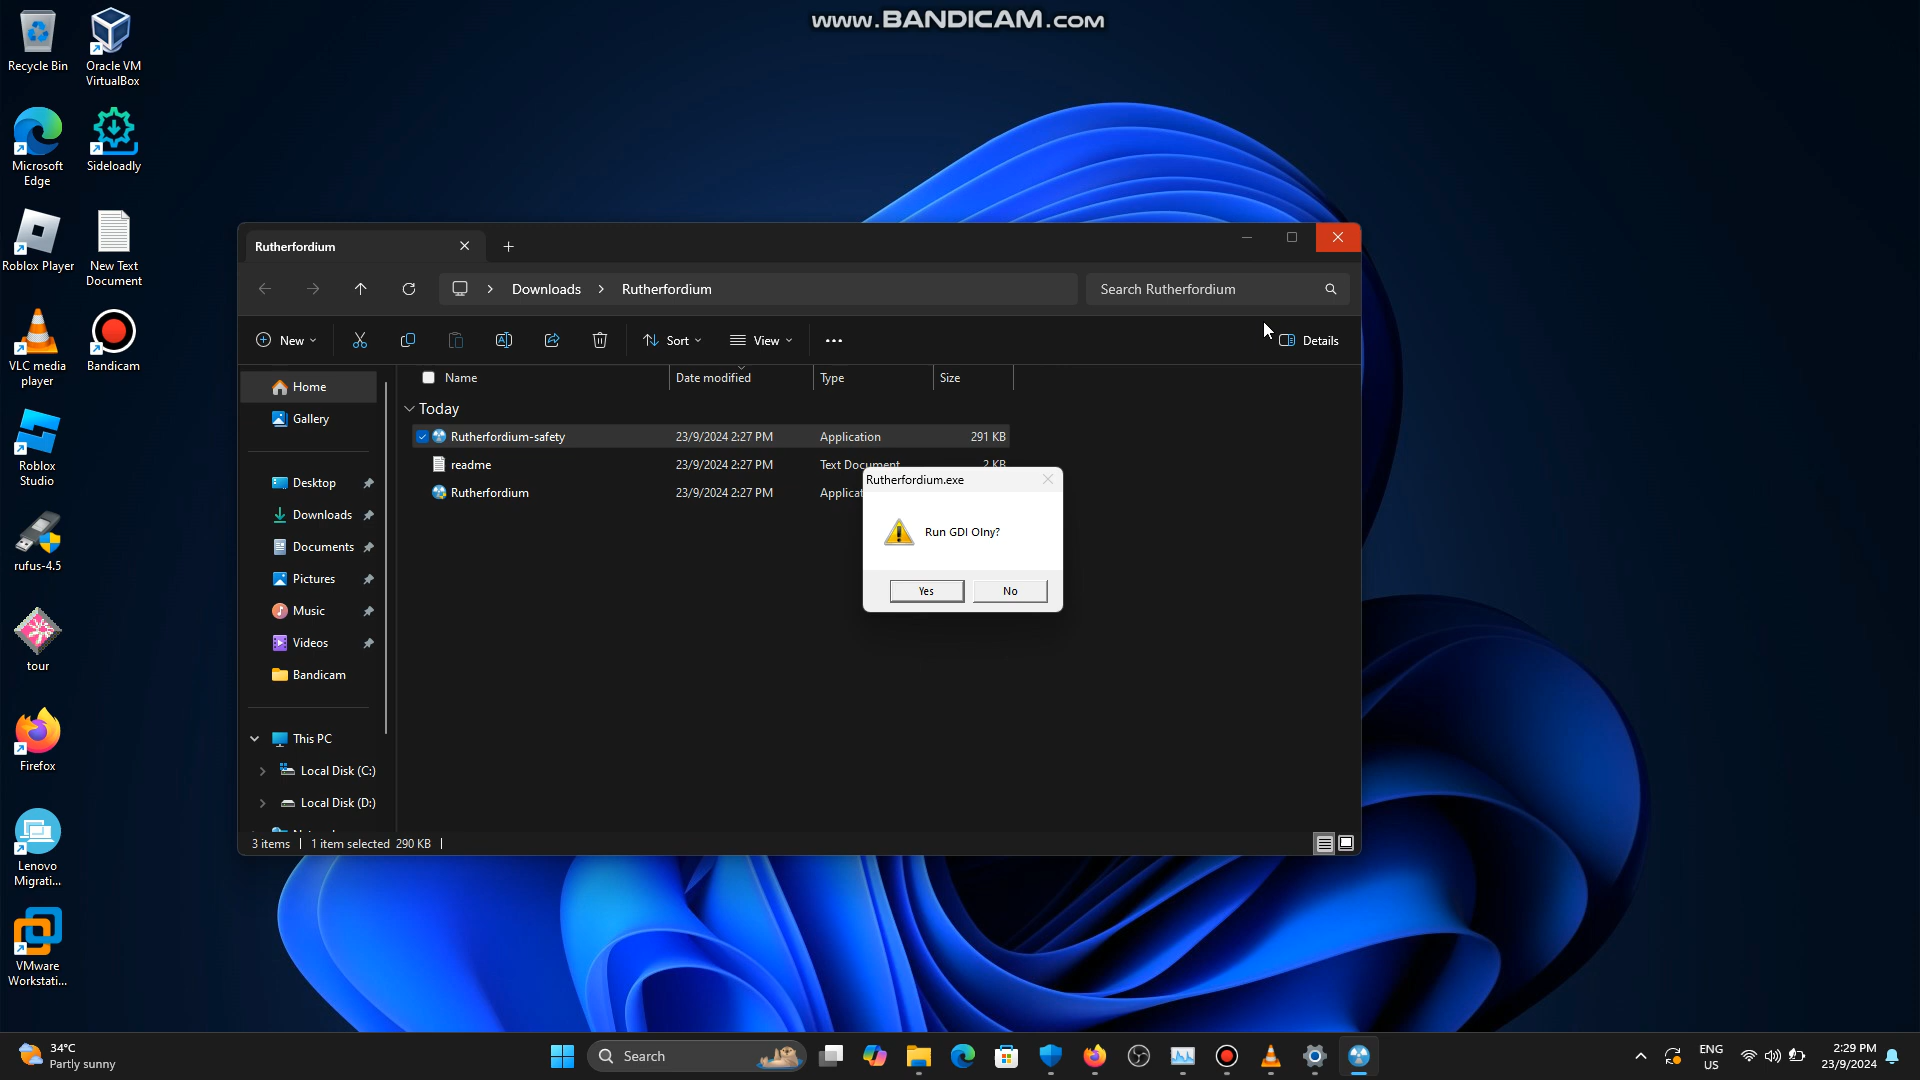 www.BANDICAM.com
Recycle Bin
Oracle VM
VirtualBox
Microsoft
Edge
Sideloadly
Roblox Player
New Text
Document
VLC media
player
Bandicam
Roblox
Studio
rufus-4.5
tour
Firefox
Lenovo
Migrati...
VMware
Workstati...
Rutherfordium
Downloads
Rutherfordium
Search Rutherfordium
New
Sort
View
Details
Home
Gallery
Desktop
Downloads
Documents
Pictures
Music
Videos
Bandicam
This PC
Local Disk (C:)
Local Disk (D:)
Name
Date modified
Type
Size
Today
Rutherfordium-safety
23/9/2024 2:27 PM
Application
291 KB
readme
23/9/2024 2:27 PM
Text Document
2 KB
Rutherfordium
23/9/2024 2:27 PM
Applicat
Rutherfordium.exe
Run GDI Olny?
Yes
No
3 items
1 item selected 290 KB
34°C
Partly sunny
Search
ENG
US
2:29 PM
23/9/2024